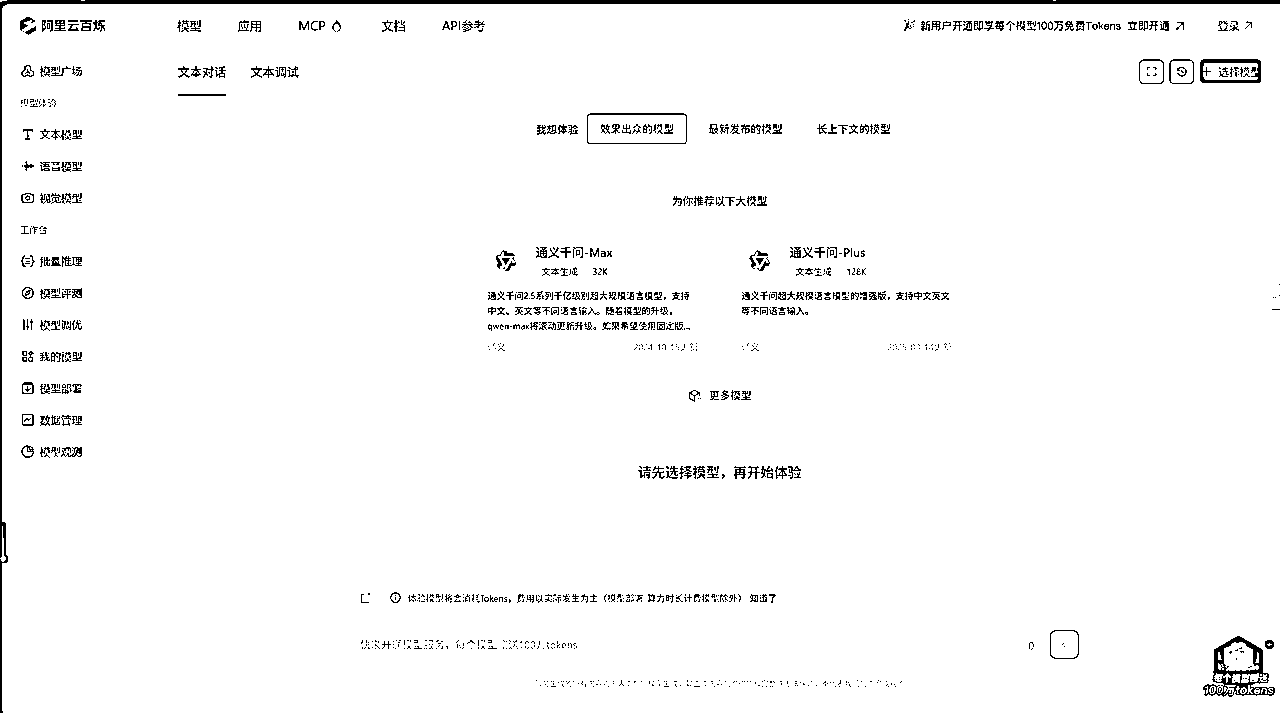 阿里云百炼
模型 应用 MCP 文档 API参考
新用户开通即享每个模型100万免费Tokens 立即开通
登录
模型广场
模型体验
文本模型
语音模型
视觉模型
工作台
批量推理
模型评测
模型调优
我的模型
模型部署
数据管理
模型观测
文本对话 文本调试
+ 选择模型
我想体验 效果出众的模型 最新发布的模型 长上下文的模型
为你推荐以下大模型
通义千问-Max
文本生成 32K
通义千问2.5系列千亿级别超大规模语言模型，支持
中文、英文等不同语言输入。随着模型的升级，
qwen-max将滚动更新升级。如果希望使用固定版...
通义千问-Plus
文本生成 128K
通义千问超大规模语言模型的增强版，支持中文英文
等不同语言输入。
更多模型
请先选择模型，再开始体验
体验模型将会消耗Tokens，费用以实际发生为主（模型部署 算力时长计费模型除外） 知道了
0
每个模型赠送
100万tokens